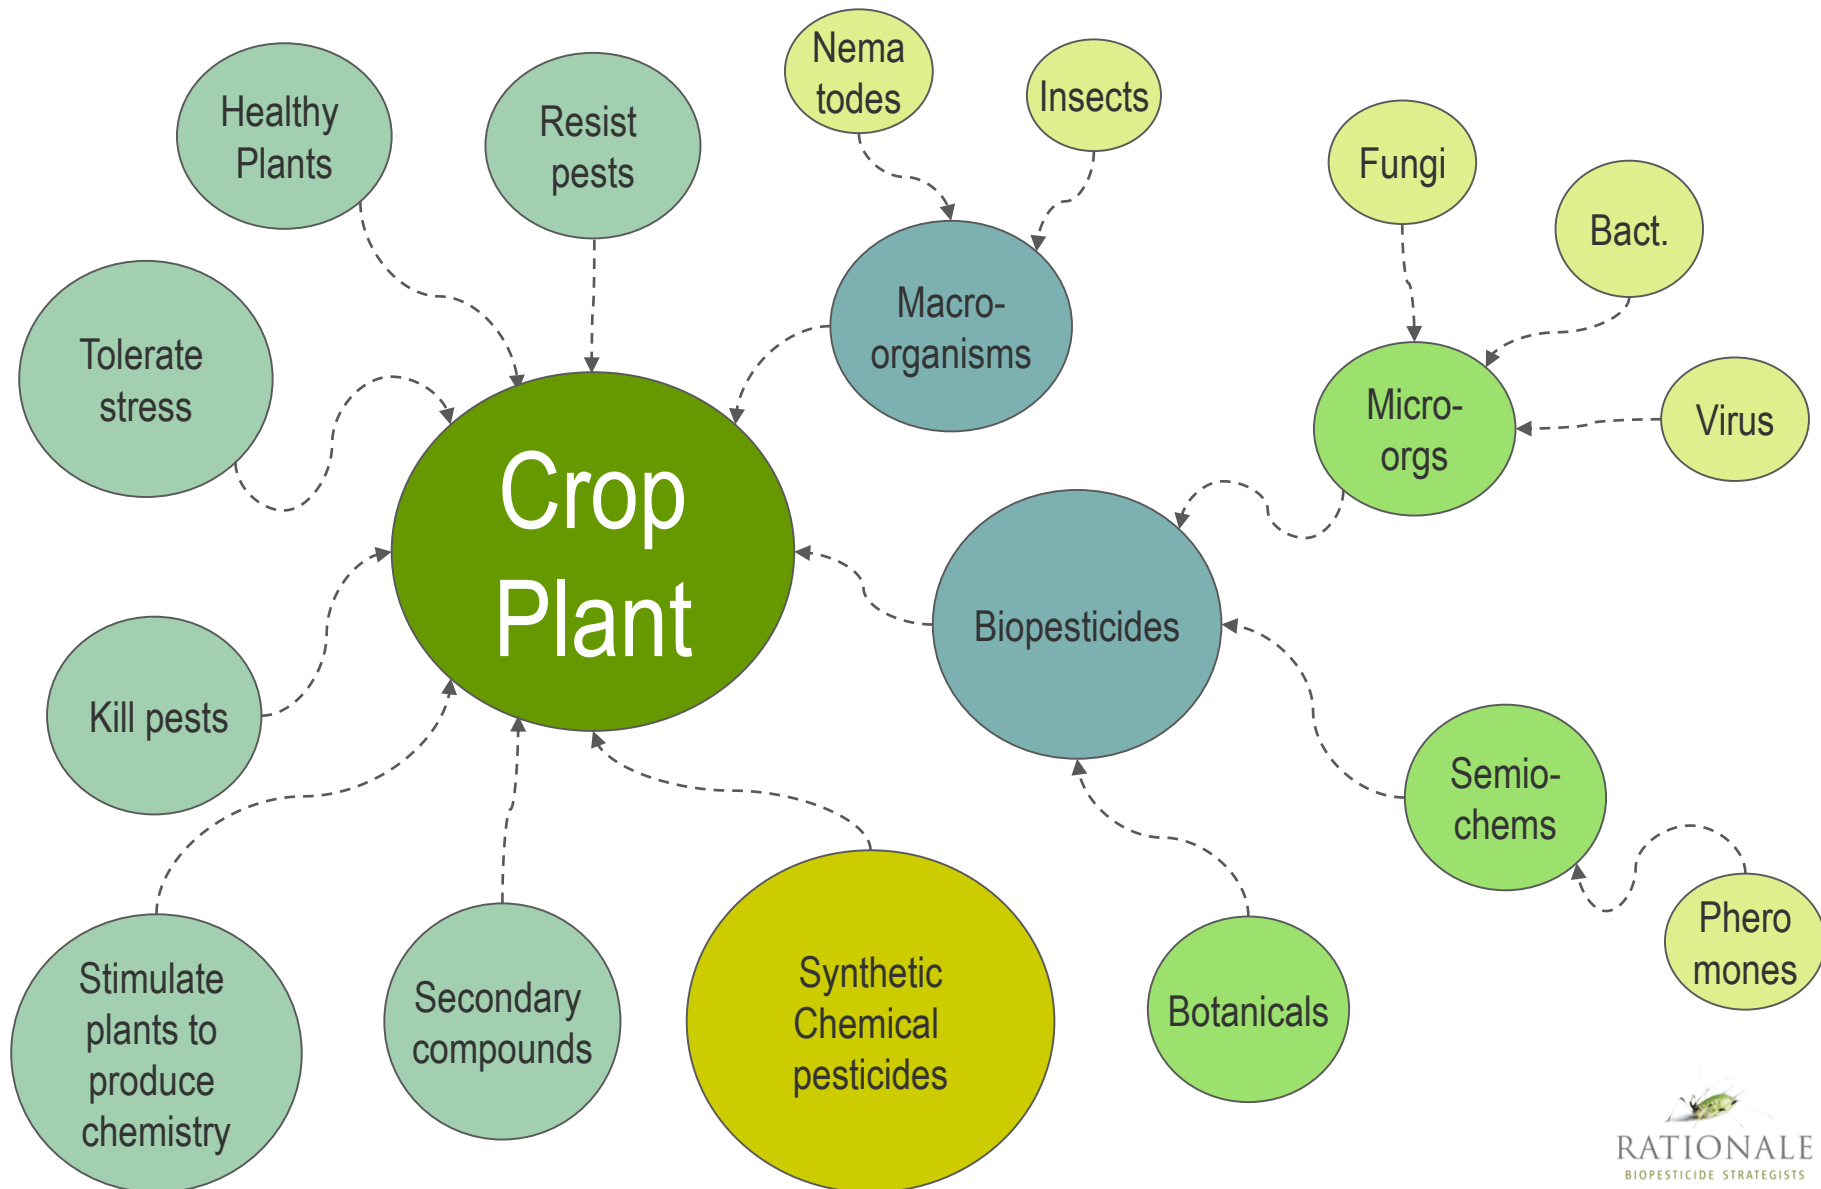 Healthy
Plants
Resist
pests
Nema
todes
Insects
Fungi
Bact.
Tolerate
stress
Macro-
organisms
Micro-
orgs
Virus
Crop
Plant
Biopesticides
Kill pests
Semio-
chems
Phero
mones
Stimulate
plants to
produce
chemistry
Secondary
compounds
Synthetic
Chemical
pesticides
Botanicals
RATIONALE
BIOPESTICIDE STRATEGISTS